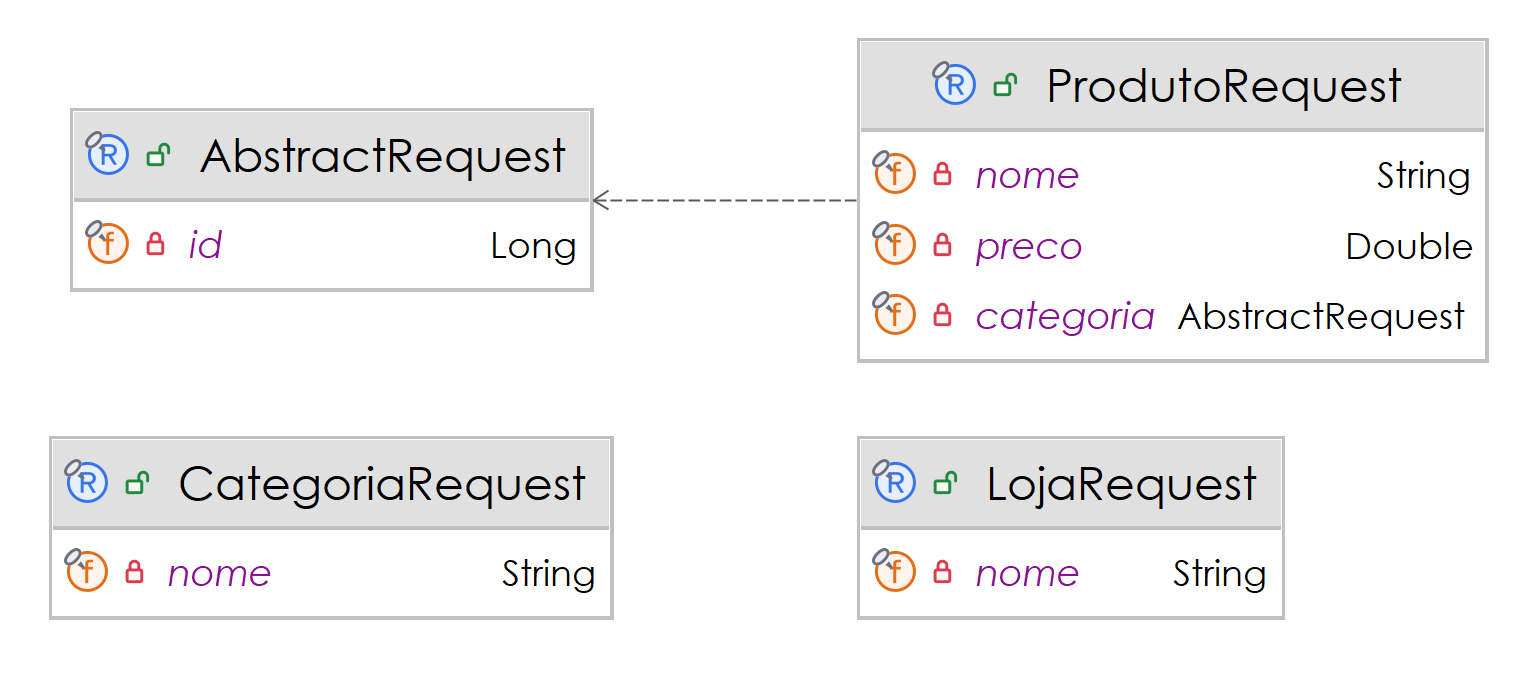 AbstractRequest
id Long
ProdutoRequest
nome String
preco Double
categoria AbstractRequest
CategoriaRequest
nome String
LojaRequest
nome String